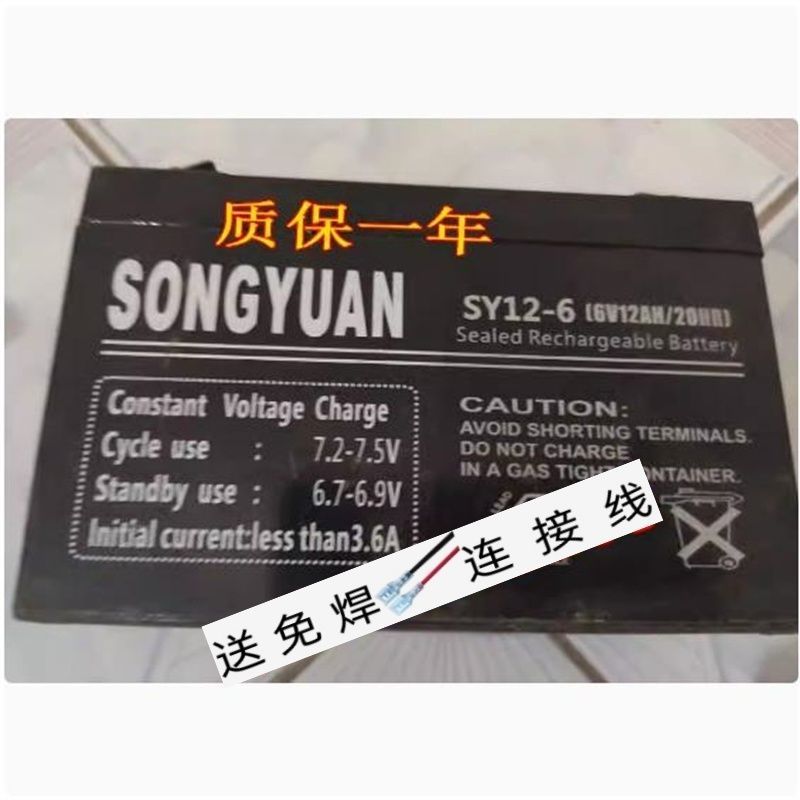 质保一年
SONGYUAN
SY12-6 (6V12AH/20HR)
Sealed Rechargeable Battery
Constant Voltage Charge
Cycle use : 7.2-7.5V
Standby use : 6.7-6.9V
Initial current:less than3.6A
CAUTION:
AVOID SHORTING TERMINALS.
DO NOT CHARGE
IN A GAS TIGHT CONTAINER.
LEAD
送免焊 连接线